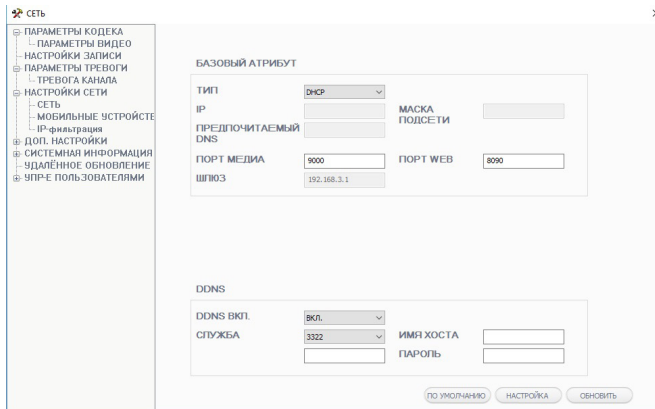 СЕТЬ
ПАРАМЕТРЫ КОДЕКА
ПАРАМЕТРЫ ВИДЕО
НАСТРОЙКИ ЗАПИСИ
ПАРАМЕТРЫ ТРЕВОГИ
ТРЕВОГА КАНАЛА
НАСТРОЙКИ СЕТИ
СЕТЬ
МОБИЛЬНЫЕ УСТРОЙСТЕ
IP-фильтрация
ДОП. НАСТРОЙКИ
СИСТЕМНАЯ ИНФОРМАЦИЯ
УДАЛЁННОЕ ОБНОВЛЕНИЕ
УПР-Е ПОЛЬЗОВАТЕЛЯМИ
БАЗОВЫЙ АТРИБУТ
ТИП DHCP
IP МАСКА ПОДСЕТИ
ПРЕДПОЧИТАЕМЫЙ DNS
ПОРТ МЕДИА 9000 ПОРТ WEB 8090
ШЛЮЗ 192.168.3.1
DDNS
DDNS ВКЛ. ВКЛ.
СЛУЖБА 3322 ИМЯ ХОСТА
ПАРОЛЬ
ПО УМОЛЧАНИЮ НАСТРОЙКА ОБНОВИТЬ